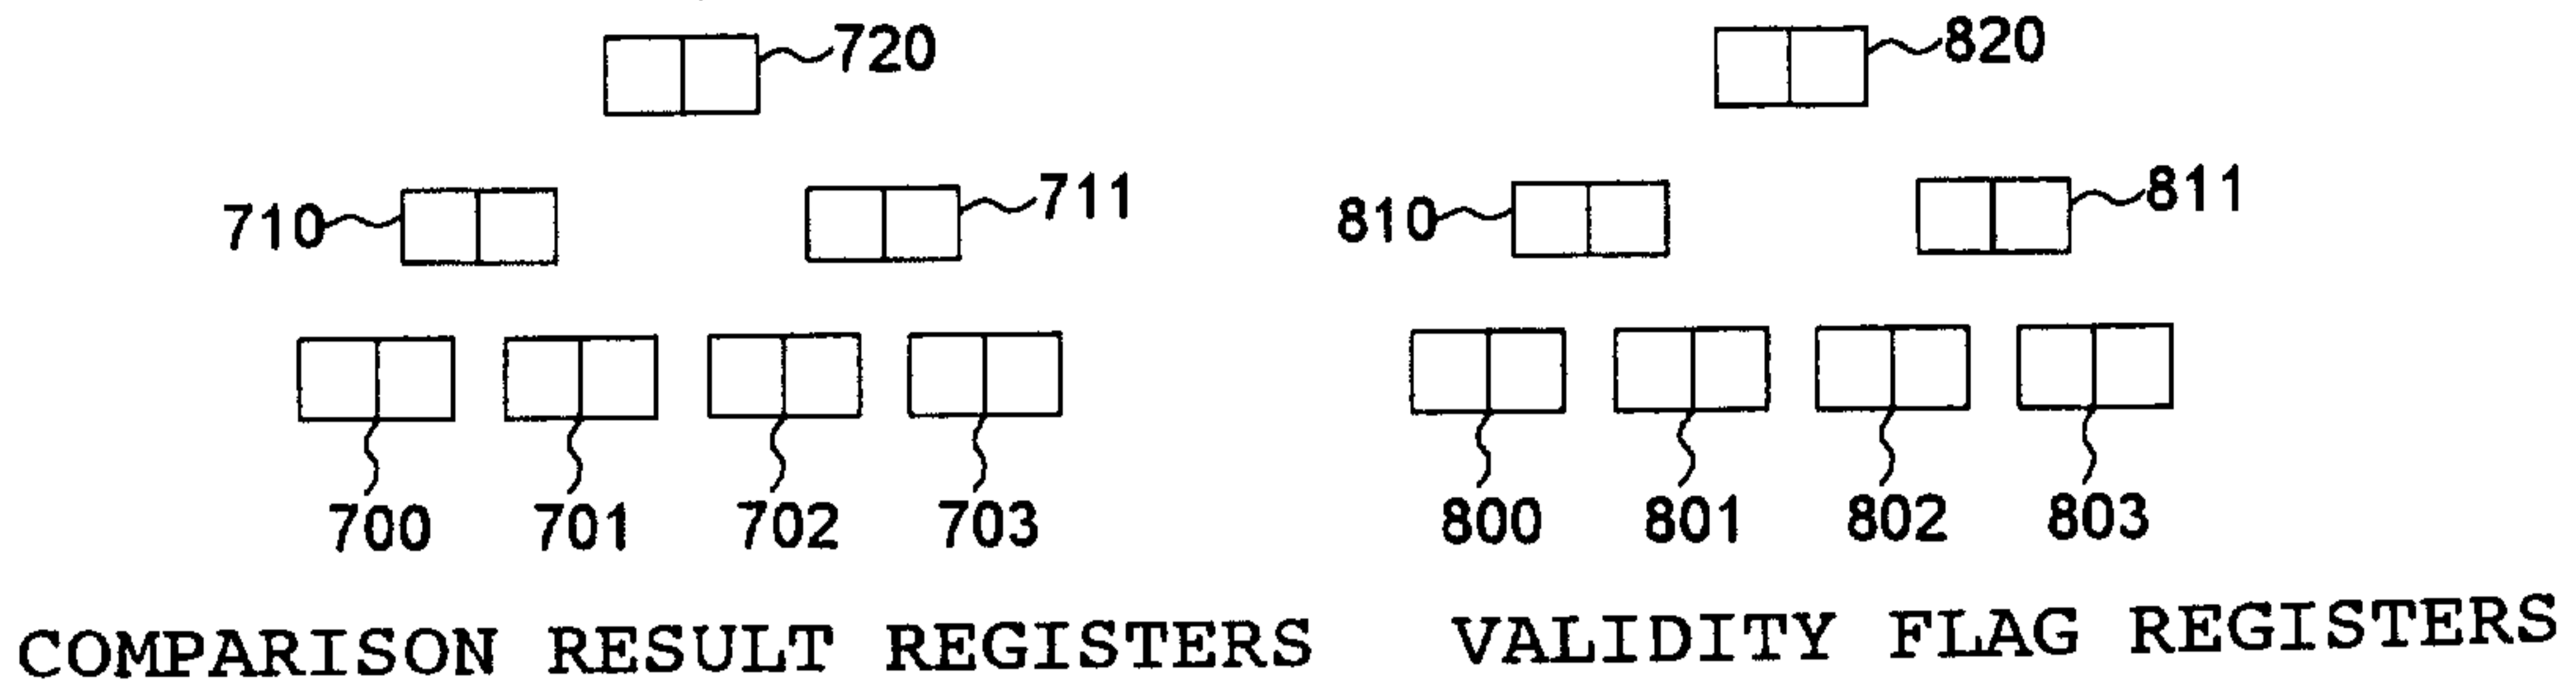 720 820
710 711 810 811
700 701 702 703 800 801 802 803
COMPARISON RESULT REGISTERS VALIDITY FLAG REGISTERS